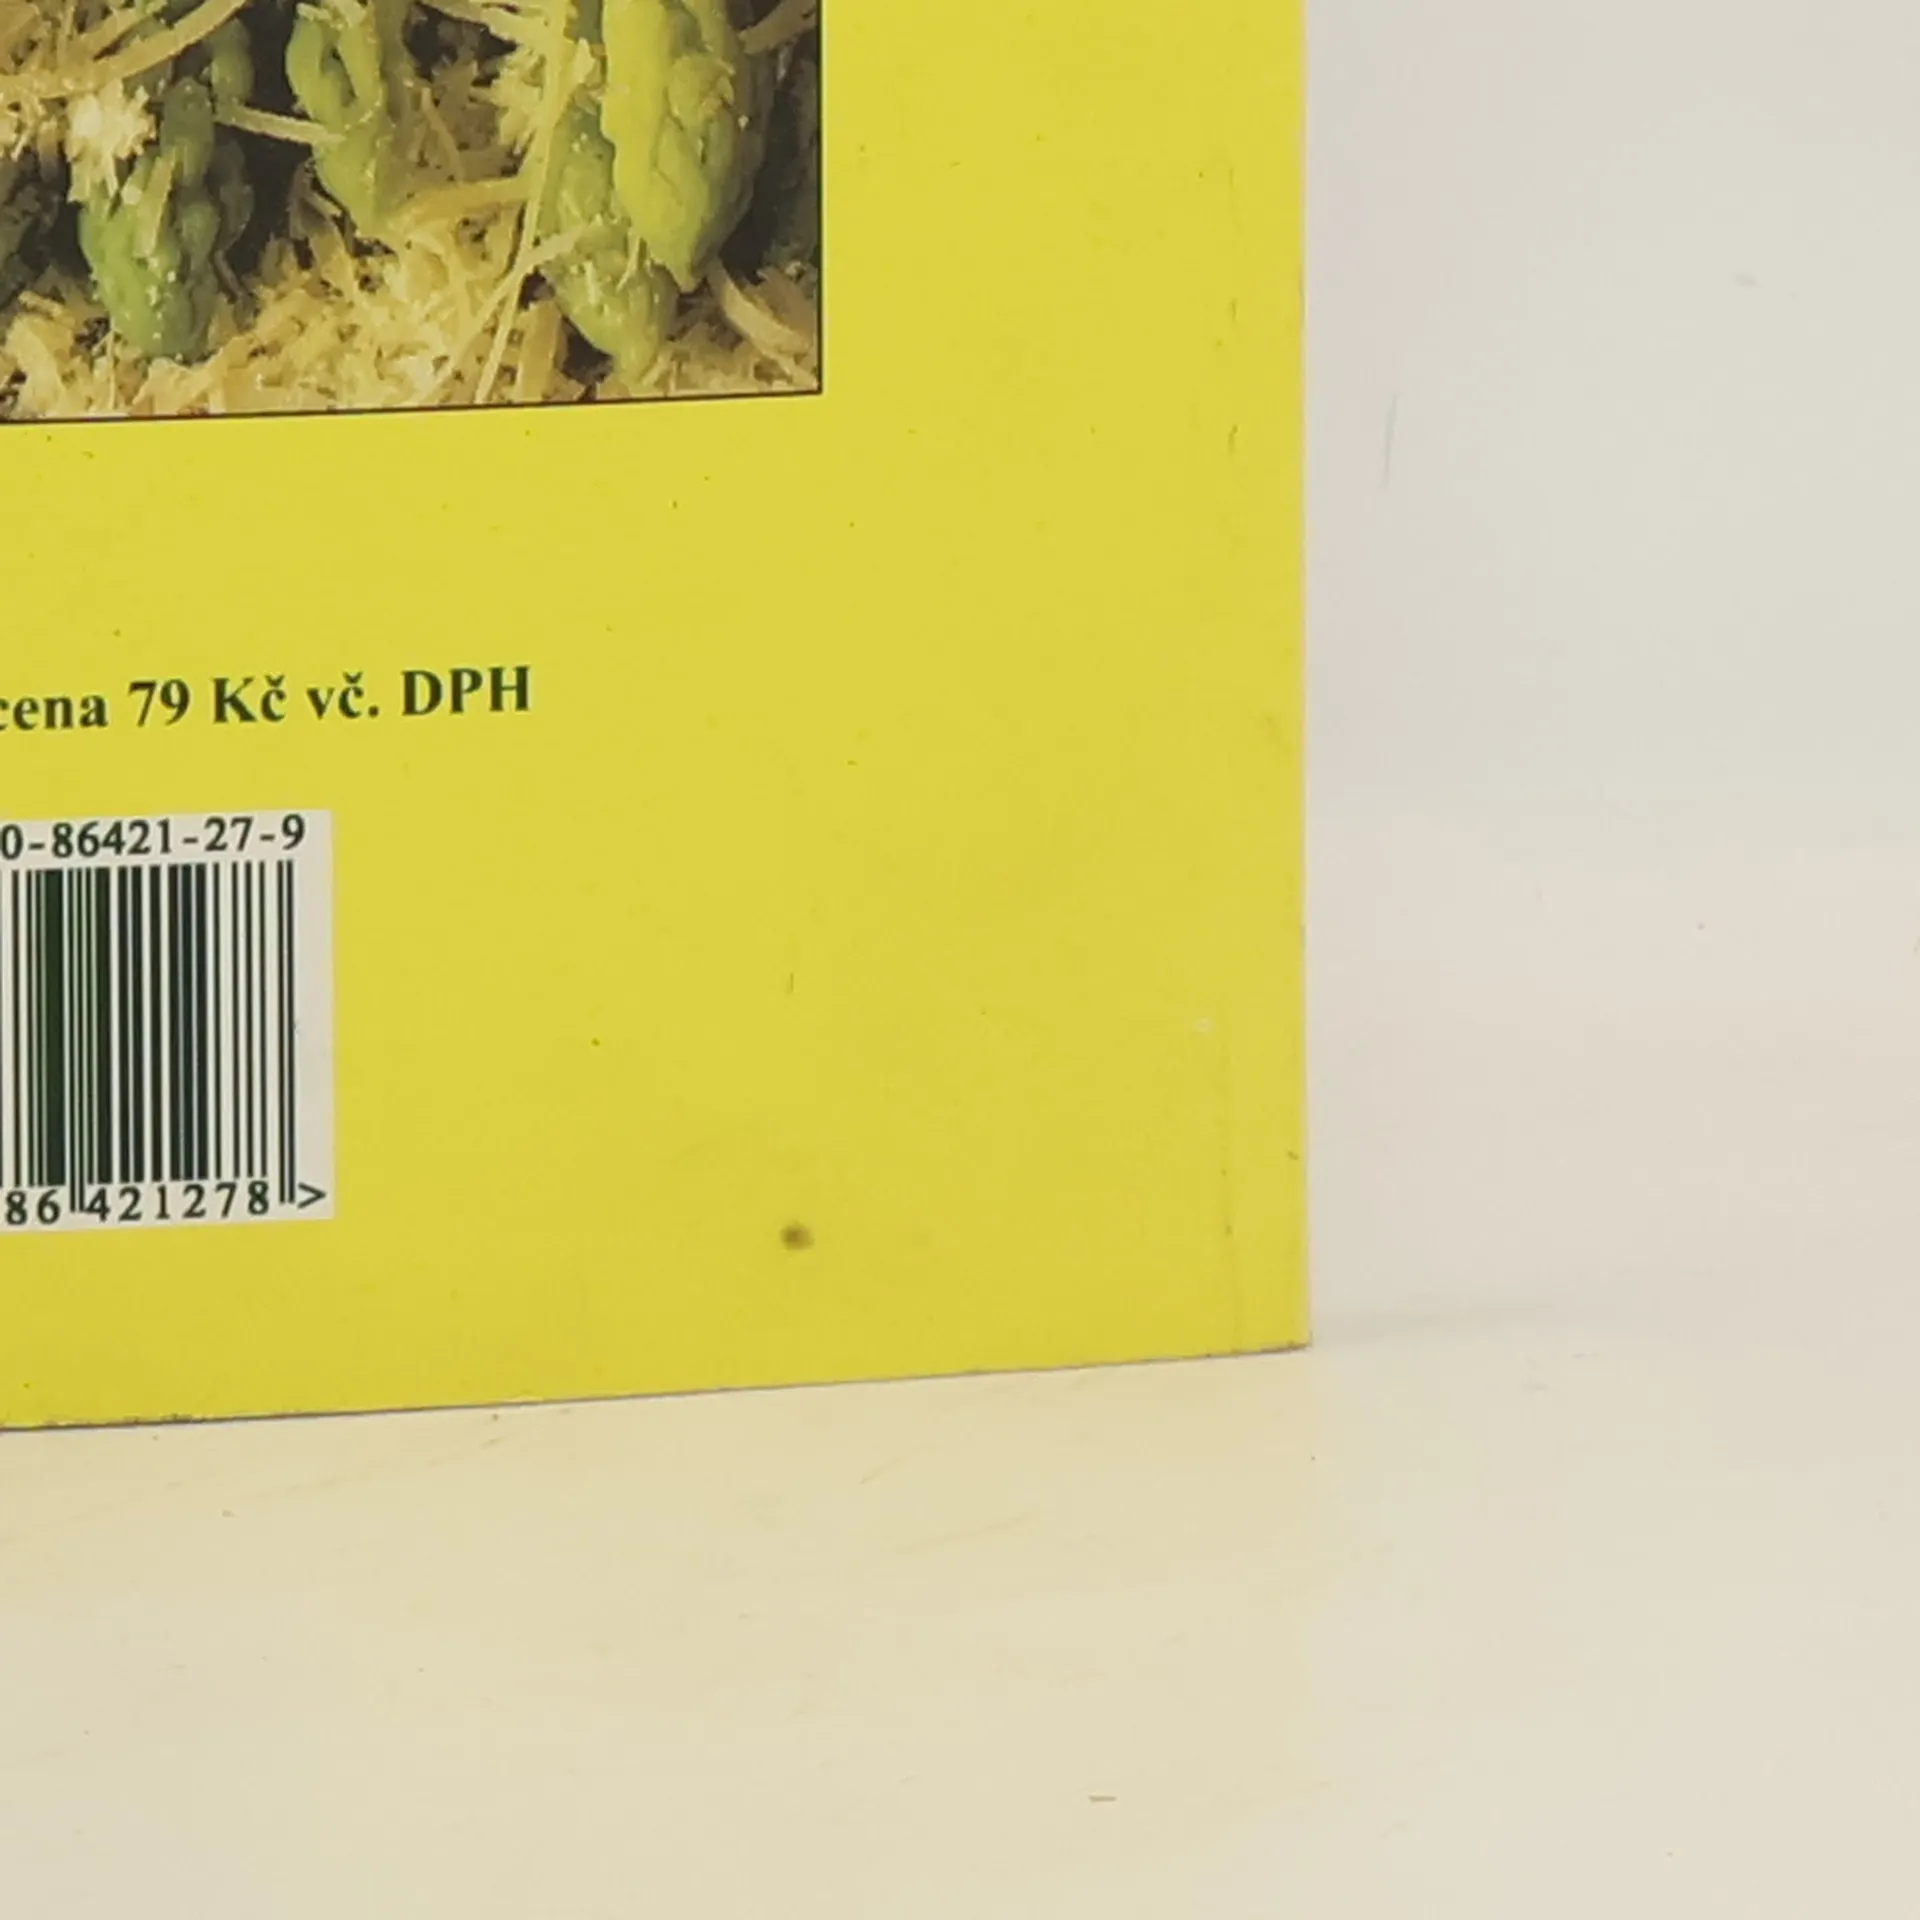 cena 79 Kč vč. DPH
0-86421-27-9
86 421278 >